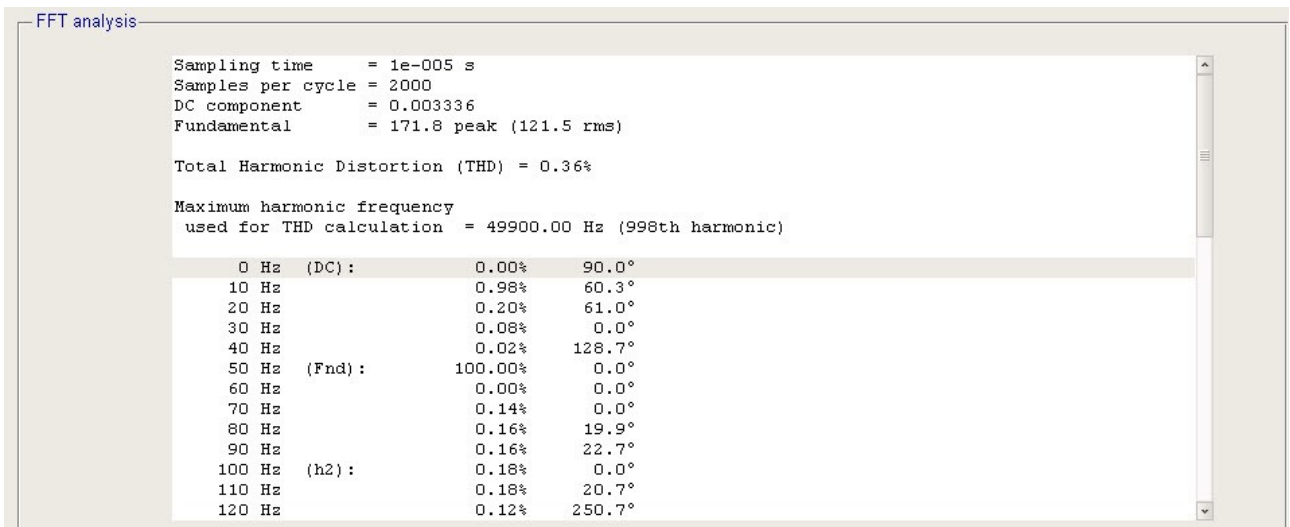 FFT analysis
Sampling time = 1e-005 s
Samples per cycle = 2000
DC component = 0.003336
Fundamental = 171.8 peak (121.5 rms)
Total Harmonic Distortion (THD) = 0.36%
Maximum harmonic frequency
used for THD calculation = 49900.00 Hz (998th harmonic)
0 Hz (DC): 0.00% 90.0°
10 Hz 0.98% 60.3°
20 Hz 0.20% 61.0°
30 Hz 0.08% 0.0°
40 Hz 0.02% 128.7°
50 Hz (Fnd): 100.00% 0.0°
60 Hz 0.00% 0.0°
70 Hz 0.14% 0.0°
80 Hz 0.16% 19.9°
90 Hz 0.16% 22.7°
100 Hz (h2): 0.18% 0.0°
110 Hz 0.18% 20.7°
120 Hz 0.12% 250.7°